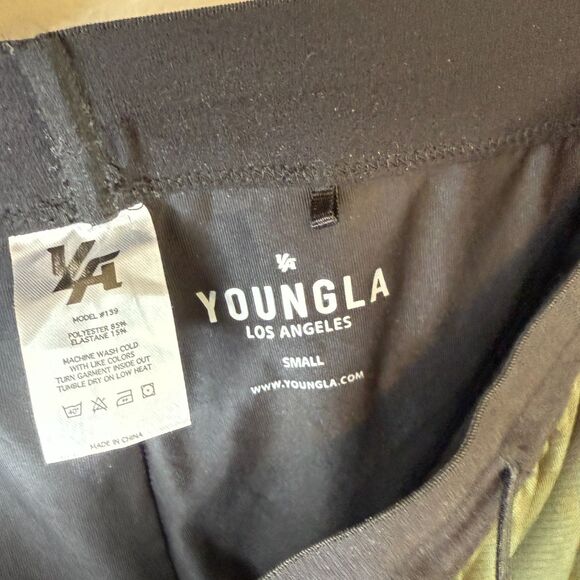 YA
MODEL #139
POLYESTER 85%
ELASTANE 15%
MACHINE WASH COLD
WITH LIKE COLORS
TURN GARMENT INSIDE OUT
TUMBLE DRY ON LOW HEAT
40°
MADE IN CHINA
YA
YOUNGLA
LOS ANGELES
SMALL
WWW.YOUNGLA.COM